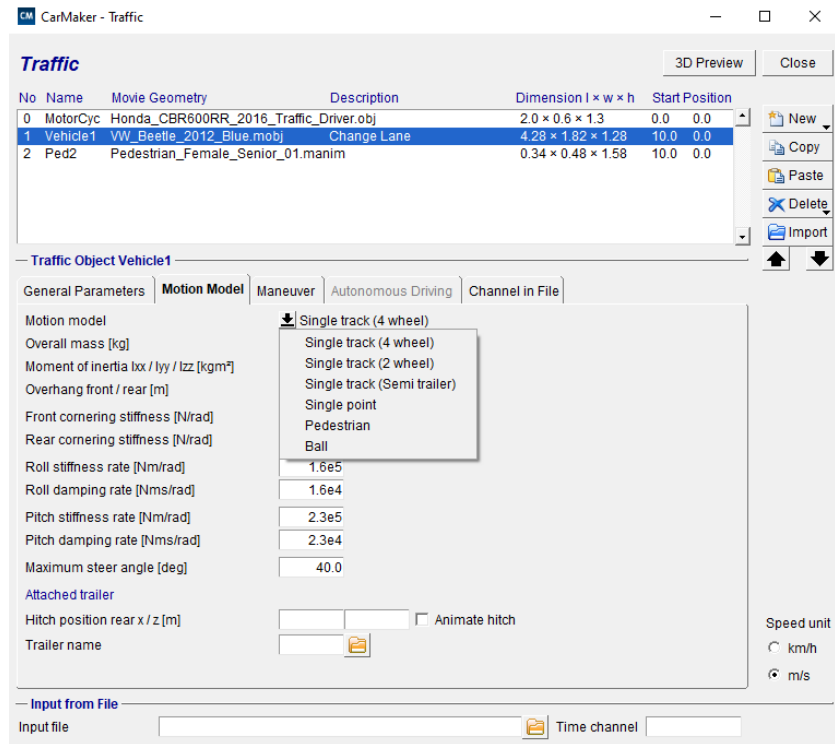 CM CarMaker - Traffic
Traffic 3D Preview Close
No Name Movie Geometry Description Dimension l × w × h Start Position
0 MotorCyc Honda_CBR600RR_2016_Traffic_Driver.obj 2.0 × 0.6 × 1.3 0.0 0.0
1 Vehicle1 VW_Beetle_2012_Blue.mobj Change Lane 4.28 × 1.82 × 1.28 10.0 0.0
2 Ped2 Pedestrian_Female_Senior_01.manim 0.34 × 0.48 × 1.58 10.0 0.0
New
Copy
Paste
Delete
Import
Traffic Object Vehicle1
General Parameters Motion Model Maneuver Autonomous Driving Channel in File
Motion model Single track (4 wheel)
Overall mass [kg]
Moment of inertia Ixx / Iyy / Izz [kgm²]
Overhang front / rear [m]
Front cornering stiffness [N/rad]
Rear cornering stiffness [N/rad]
Single track (4 wheel)
Single track (2 wheel)
Single track (Semi trailer)
Single point
Pedestrian
Ball
Roll stiffness rate [Nm/rad] 1.6e5
Roll damping rate [Nms/rad] 1.6e4
Pitch stiffness rate [Nm/rad] 2.3e5
Pitch damping rate [Nms/rad] 2.3e4
Maximum steer angle [deg] 40.0
Attached trailer
Hitch position rear x / z [m] Animate hitch
Trailer name
Speed unit
km/h
m/s
Input from File
Input file Time channel